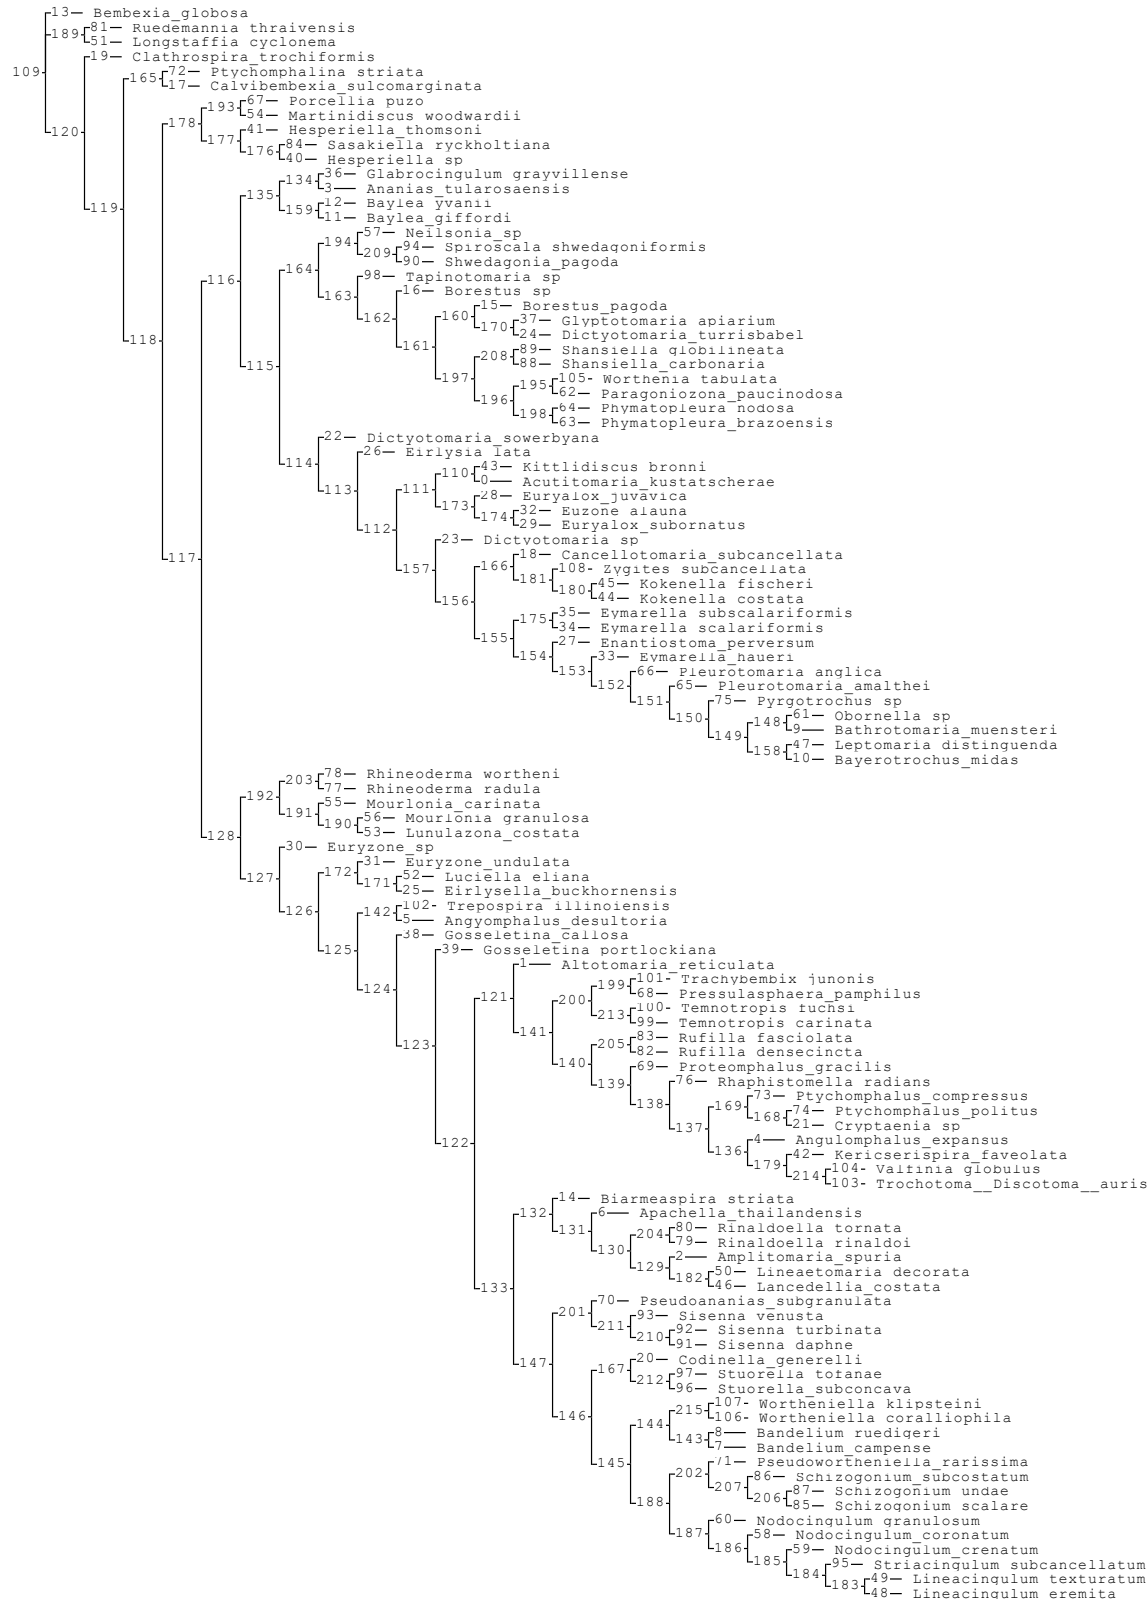 13 Bembexia_globosa
189 81 Ruedemannia thraivensis
51 Longstaffia cyclonema
19 Clathrospira_trochiformis
109 165 72 Ptychomphalina striata
17 Calvibembexia_sulcomarginata
193 67 Porcellia puzo
54 Martinidiscus woodwardii
120 178 41 Hesperiella_thomsoni
177 176 84 Sasakiella ryckholtiana
40 Hesperiella sp
134 36 Glabrocingulum grayvillense
135 3 Ananias_tularosaensis
119 159 12 Baylea yvanii
11 Baylea_giffordi
194 57 Neilsonia_sp
209 94 Spiroscala shwedagoniformis
164 90 Shwedagonia_pagoda
116 163 98 Tapinotomaria sp
16 Borestus sp
162 160 15 Borestus_pagoda
170 37 Glyptotomaria apiarium
118 24 Dictyotomaria_turrisbabel
161 208 89 Shansiella globilineata
115 88 Shansiella_carbonaria
197 195 105 Worthenia tabulata
196 62 Paragoniozona_paucinodosa
198 64 Phymatopleura nodosa
63 Phymatopleura_brazoensis
22 Dictyotomaria_sowerbyana
114 26 Eirlysia lata
110 43 Kittlidiscus bronni
113 111 0 Acutitomaria_kustatscherae
173 28 Euryalox_juvavica
174 32 Euzone alauna
112 29 Euryalox_subornatus
23 Dictyotomaria sp
117 157 166 18 Cancellotomaria_subcancellata
181 108 Zygites subcancellata
180 45 Kokenella fischeri
156 44 Kokenella costata
175 35 Eymarella subscalariformis
155 34 Eymarella scalariformis
154 27 Enantiostoma_perversum
153 33 Eymarella_haueri
152 66 Pleurotomaria anglica
151 65 Pleurotomaria_amalthei
150 75 Pyrgotrochus sp
149 148 61 Obornella sp
9 Bathrotomaria_muensteri
158 47 Leptomaria distinguenda
10 Bayerotrochus_midas
203 78 Rhineoderma wortheni
192 77 Rhineoderma radula
191 55 Mourlonia_carinata
190 56 Mourlonia granulosa
128 53 Lunulazona_costata
30 Euryzone_sp
127 172 31 Euryzone_undulata
171 52 Luciella eliana
25 Eirlysella_buckhornensis
126 142 102 Trepospira illinoiensis
5 Angyomphalus_desultoria
125 38 Gosseletina_callosa
39 Gosseletina portlockiana
124 1 Altotomaria_reticulata
199 101 Trachybembix junonis
121 200 68 Pressulasphaera_pamphilus
213 100 Temnotropis fuchsi
141 99 Temnotropis carinata
123 205 83 Rufilla fasciolata
140 82 Rufilla densecincta
139 69 Proteomphalus_gracilis
138 76 Rhaphistomella radians
169 73 Ptychomphalus_compressus
168 74 Ptychomphalus_politus
137 21 Cryptaenia sp
122 136 4 Angulomphalus_expansus
179 42 Kericserispira_faveolata
214 104 Valfinia globulus
103 Trochotoma__Discotoma__auris
132 14 Biarmeaspira striata
6 Apachella_thailandensis
131 204 80 Rinaldoella tornata
130 79 Rinaldoella rinaldoi
129 2 Amplitomaria_spuria
182 50 Lineaetomaria decorata
133 46 Lancedellia_costata
201 70 Pseudoananias_subgranulata
211 93 Sisenna venusta
210 92 Sisenna turbinata
91 Sisenna daphne
147 167 20 Codinella_generelli
212 97 Stuorella tofanae
96 Stuorella_subconcava
146 215 107 Wortheniella klipsteini
144 106 Wortheniella coralliophila
143 8 Bandelium ruedigeri
7 Bandelium_campense
145 202 71 Pseudowortheniella_rarissima
207 86 Schizogonium_subcostatum
206 87 Schizogonium undae
188 85 Schizogonium scalare
60 Nodocingulum granulosum
187 186 58 Nodocingulum_coronatum
185 59 Nodocingulum_crenatum
184 95 Striacingulum subcancellatum
183 49 Lineacingulum texturatum
48 Lineacingulum eremita